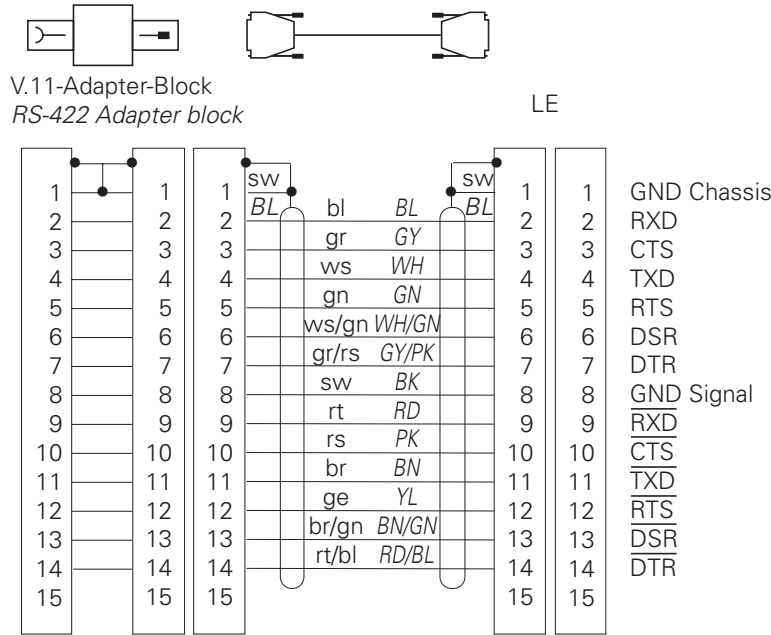 V.11-Adapter-Block
RS-422 Adapter block
LE
sw sw
1 1 1 1 1 GND Chassis
BL bl BL BL
2 2 2 2 2 RXD
gr GY
3 3 3 3 3 CTS
ws WH
4 4 4 4 4 TXD
gn GN
5 5 5 5 5 RTS
ws/gn WH/GN
6 6 6 6 6 DSR
gr/rs GY/PK
7 7 7 7 7 DTR
sw BK
8 8 8 8 8 GND Signal
rt RD
9 9 9 9 9 RXD
rs PK
10 10 10 10 10 CTS
br BN
11 11 11 11 11 TXD
ge YL
12 12 12 12 12 RTS
br/gn BN/GN
13 13 13 13 13 DSR
rt/bl RD/BL
14 14 14 14 14 DTR
15 15 15 15 15